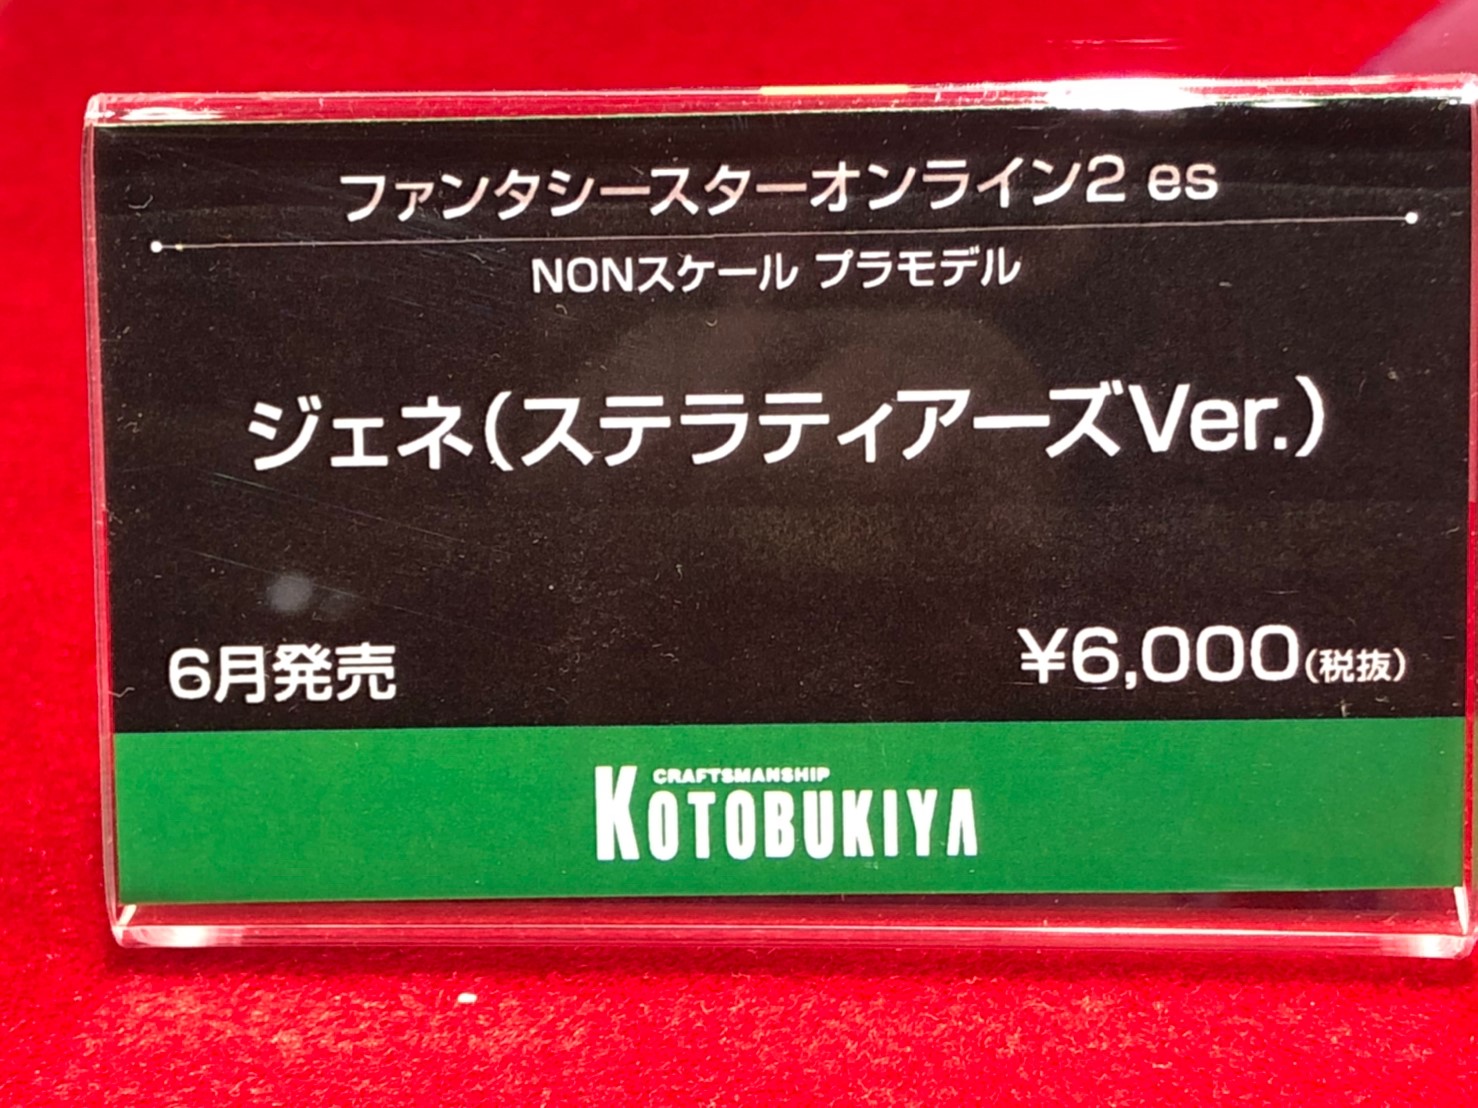 ファンタシースターオンライン2 es
NONスケール プラモデル
ジェネ(ステラティアーズVer.)
6月発売
¥6,000(税抜)
CRAFTSMANSHIP
KOTOBUKIYA